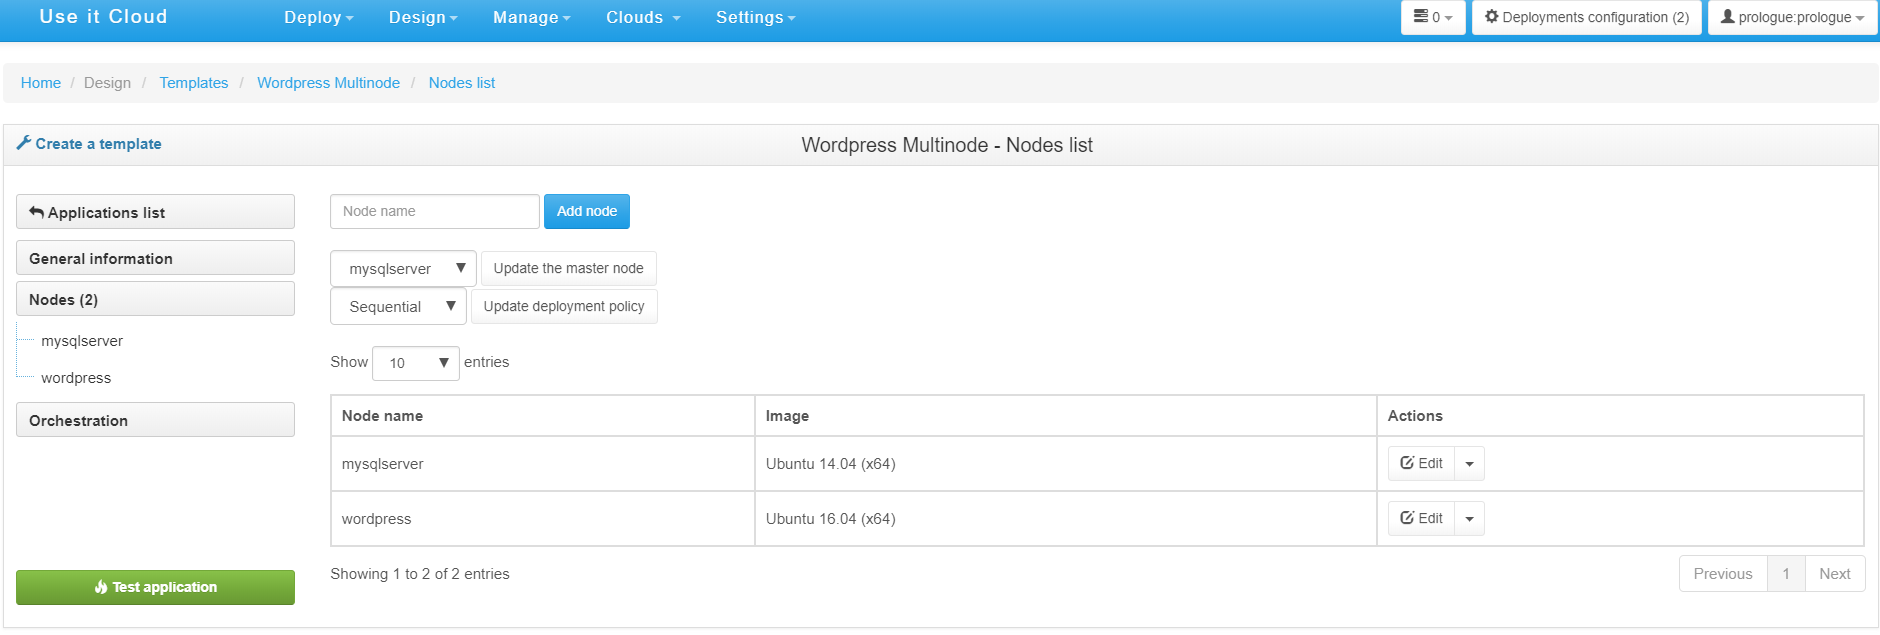 Use it Cloud Deploy Design Manage Clouds Settings 0 Deployments configuration (2) prologue:prologue
Home / Design / Templates / Wordpress Multinode / Nodes list
Create a template Wordpress Multinode - Nodes list
Applications list
General information
Nodes (2)
mysqlserver
wordpress
Orchestration
Test application
Node name Add node
mysqlserver Update the master node
Sequential Update deployment policy
Show 10 entries
Node name Image Actions
mysqlserver Ubuntu 14.04 (x64) Edit
wordpress Ubuntu 16.04 (x64) Edit
Showing 1 to 2 of 2 entries Previous 1 Next